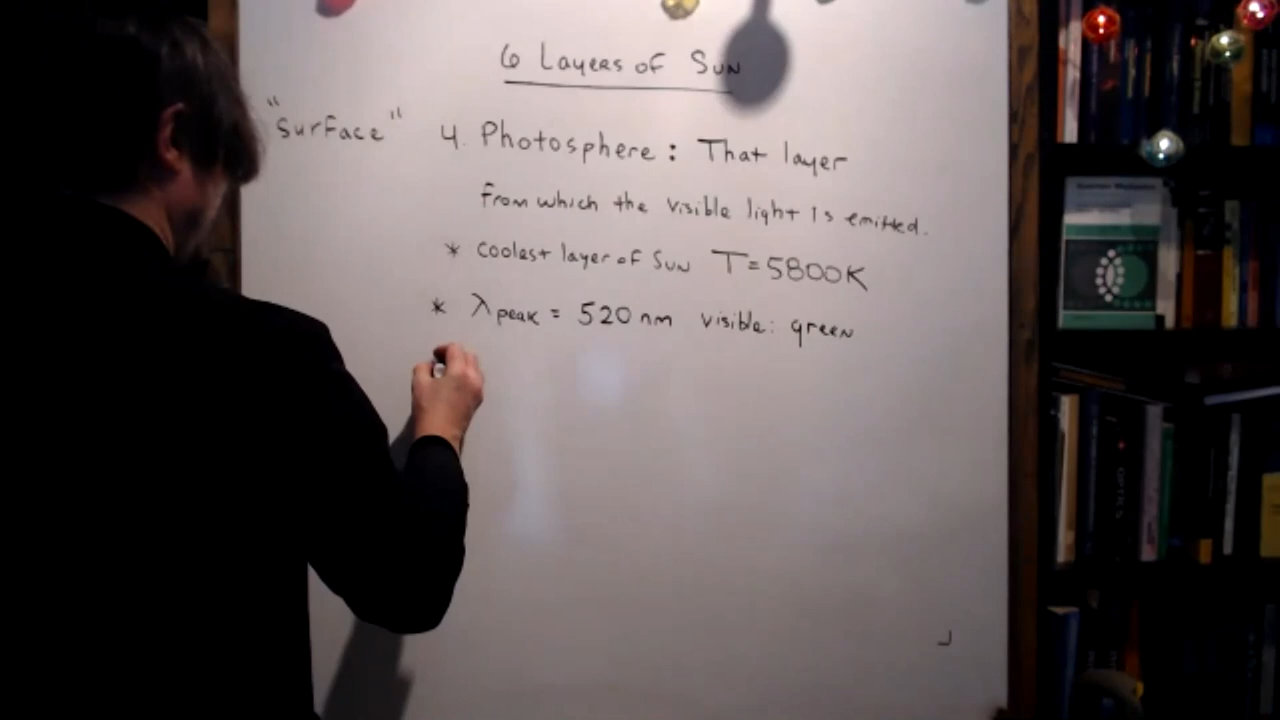 6 Layers of Sun
"Surface" 4. Photosphere: That layer
from which the visible light is emitted.
* coolest layer of Sun T=5800K
* λpeak = 520 nm visible: green
OPTICS